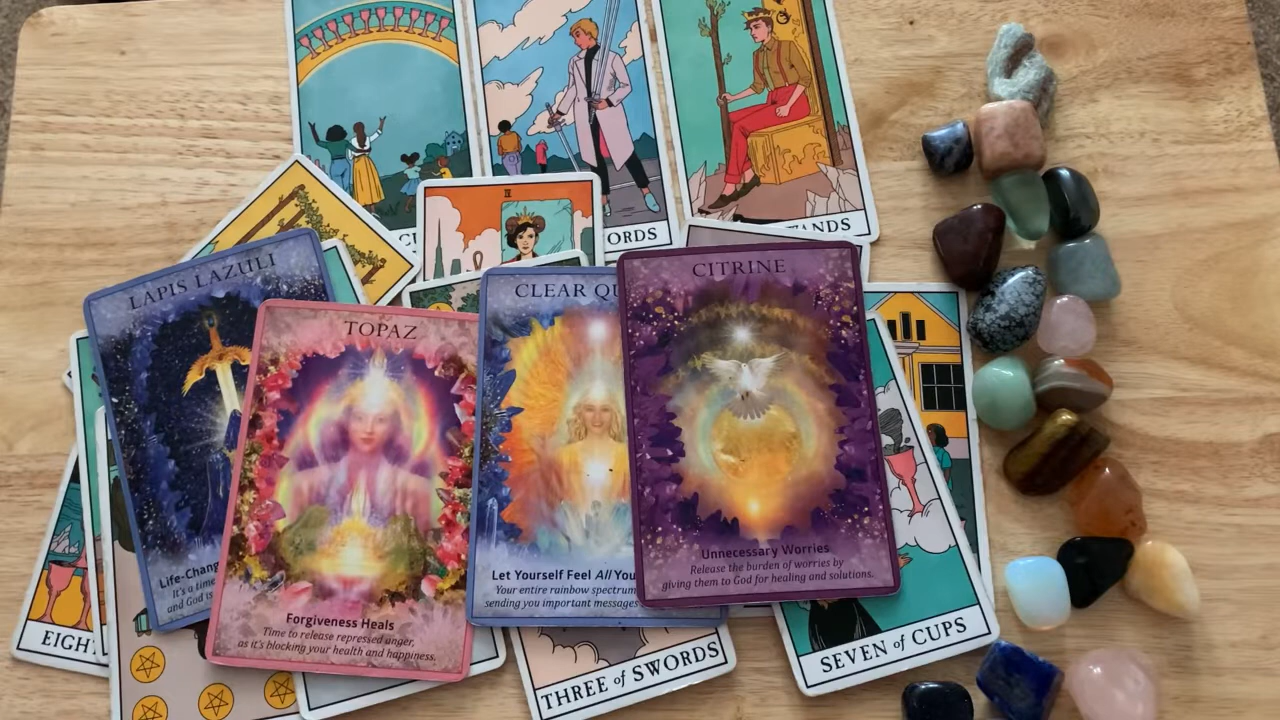 ORDS
ANDS
IV
LAPIS LAZULI
TOPAZ
CLEAR QU
CITRINE
Life-Chang
It's a time
and God is
Forgiveness Heals
Time to release repressed anger,
as it's blocking your health and happiness.
Let Yourself Feel All You
Your entire rainbow spectrum
sending you important messages
Unnecessary Worries
Release the burden of worries by
giving them to God for healing and solutions.
EIGHT
THREE of SWORDS
SEVEN of CUPS